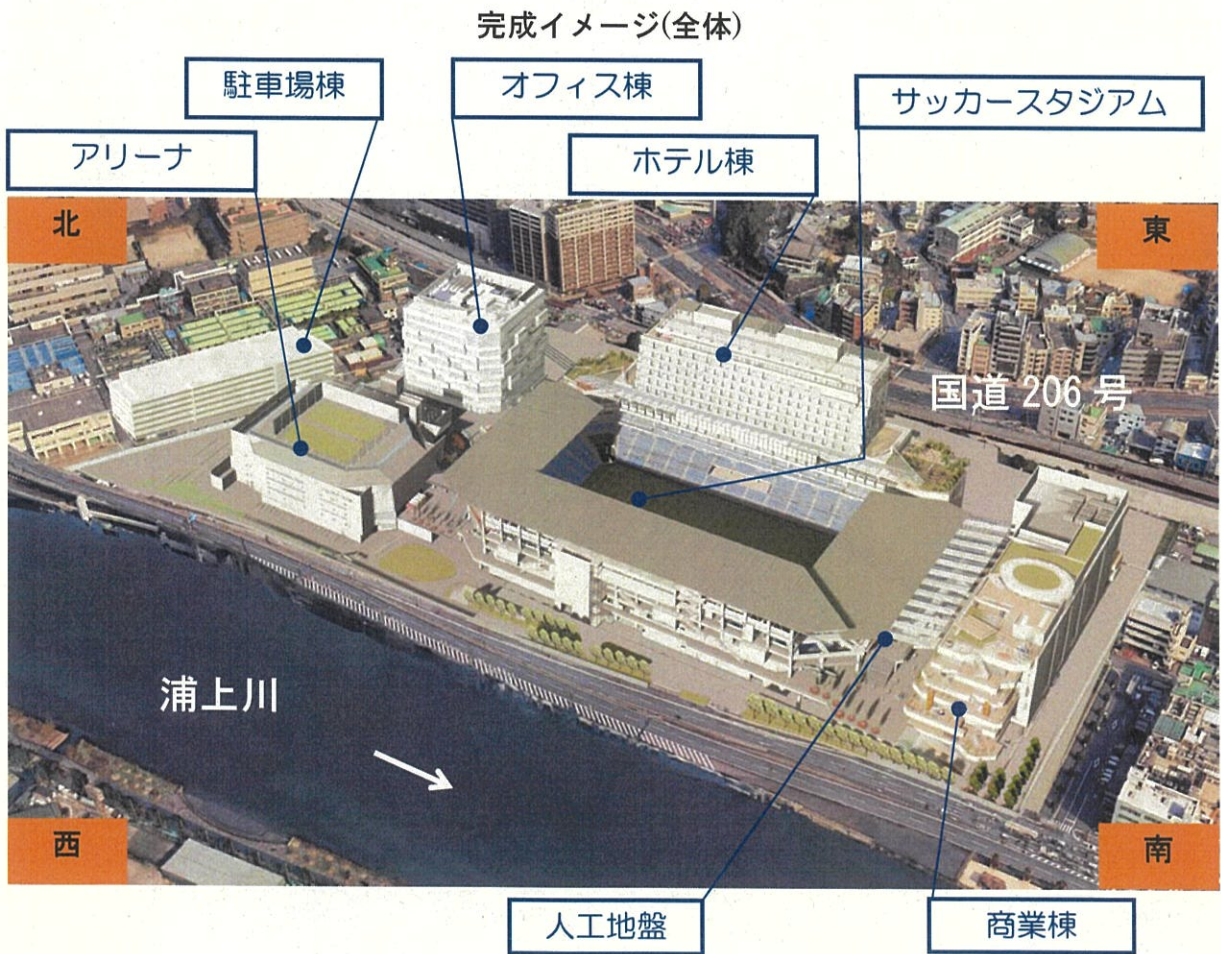 完成イメージ(全体)
駐車場棟
オフィス棟
サッカースタジアム
アリーナ
ホテル棟
北
東
国道 206 号
浦上川
西
南
人工地盤
商業棟